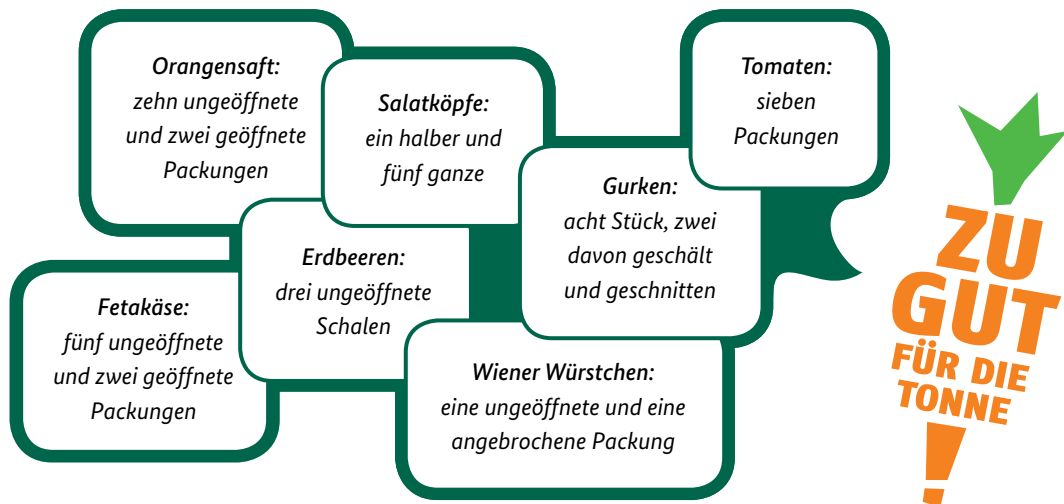 Orangensaft:
zehn ungeöffnete
und zwei geöffnete
Packungen
Salatköpfe:
ein halber und
fünf ganze
Tomaten:
sieben
Packungen
Gurken:
acht Stück, zwei
davon geschält
und geschnitten
Erdbeeren:
drei ungeöffnete
Schalen
Fetakäse:
fünf ungeöffnete
und zwei geöffnete
Packungen
Wiener Würstchen:
eine ungeöffnete und eine
angebrochene Packung
ZU
GUT
FÜR DIE
TONNE
!